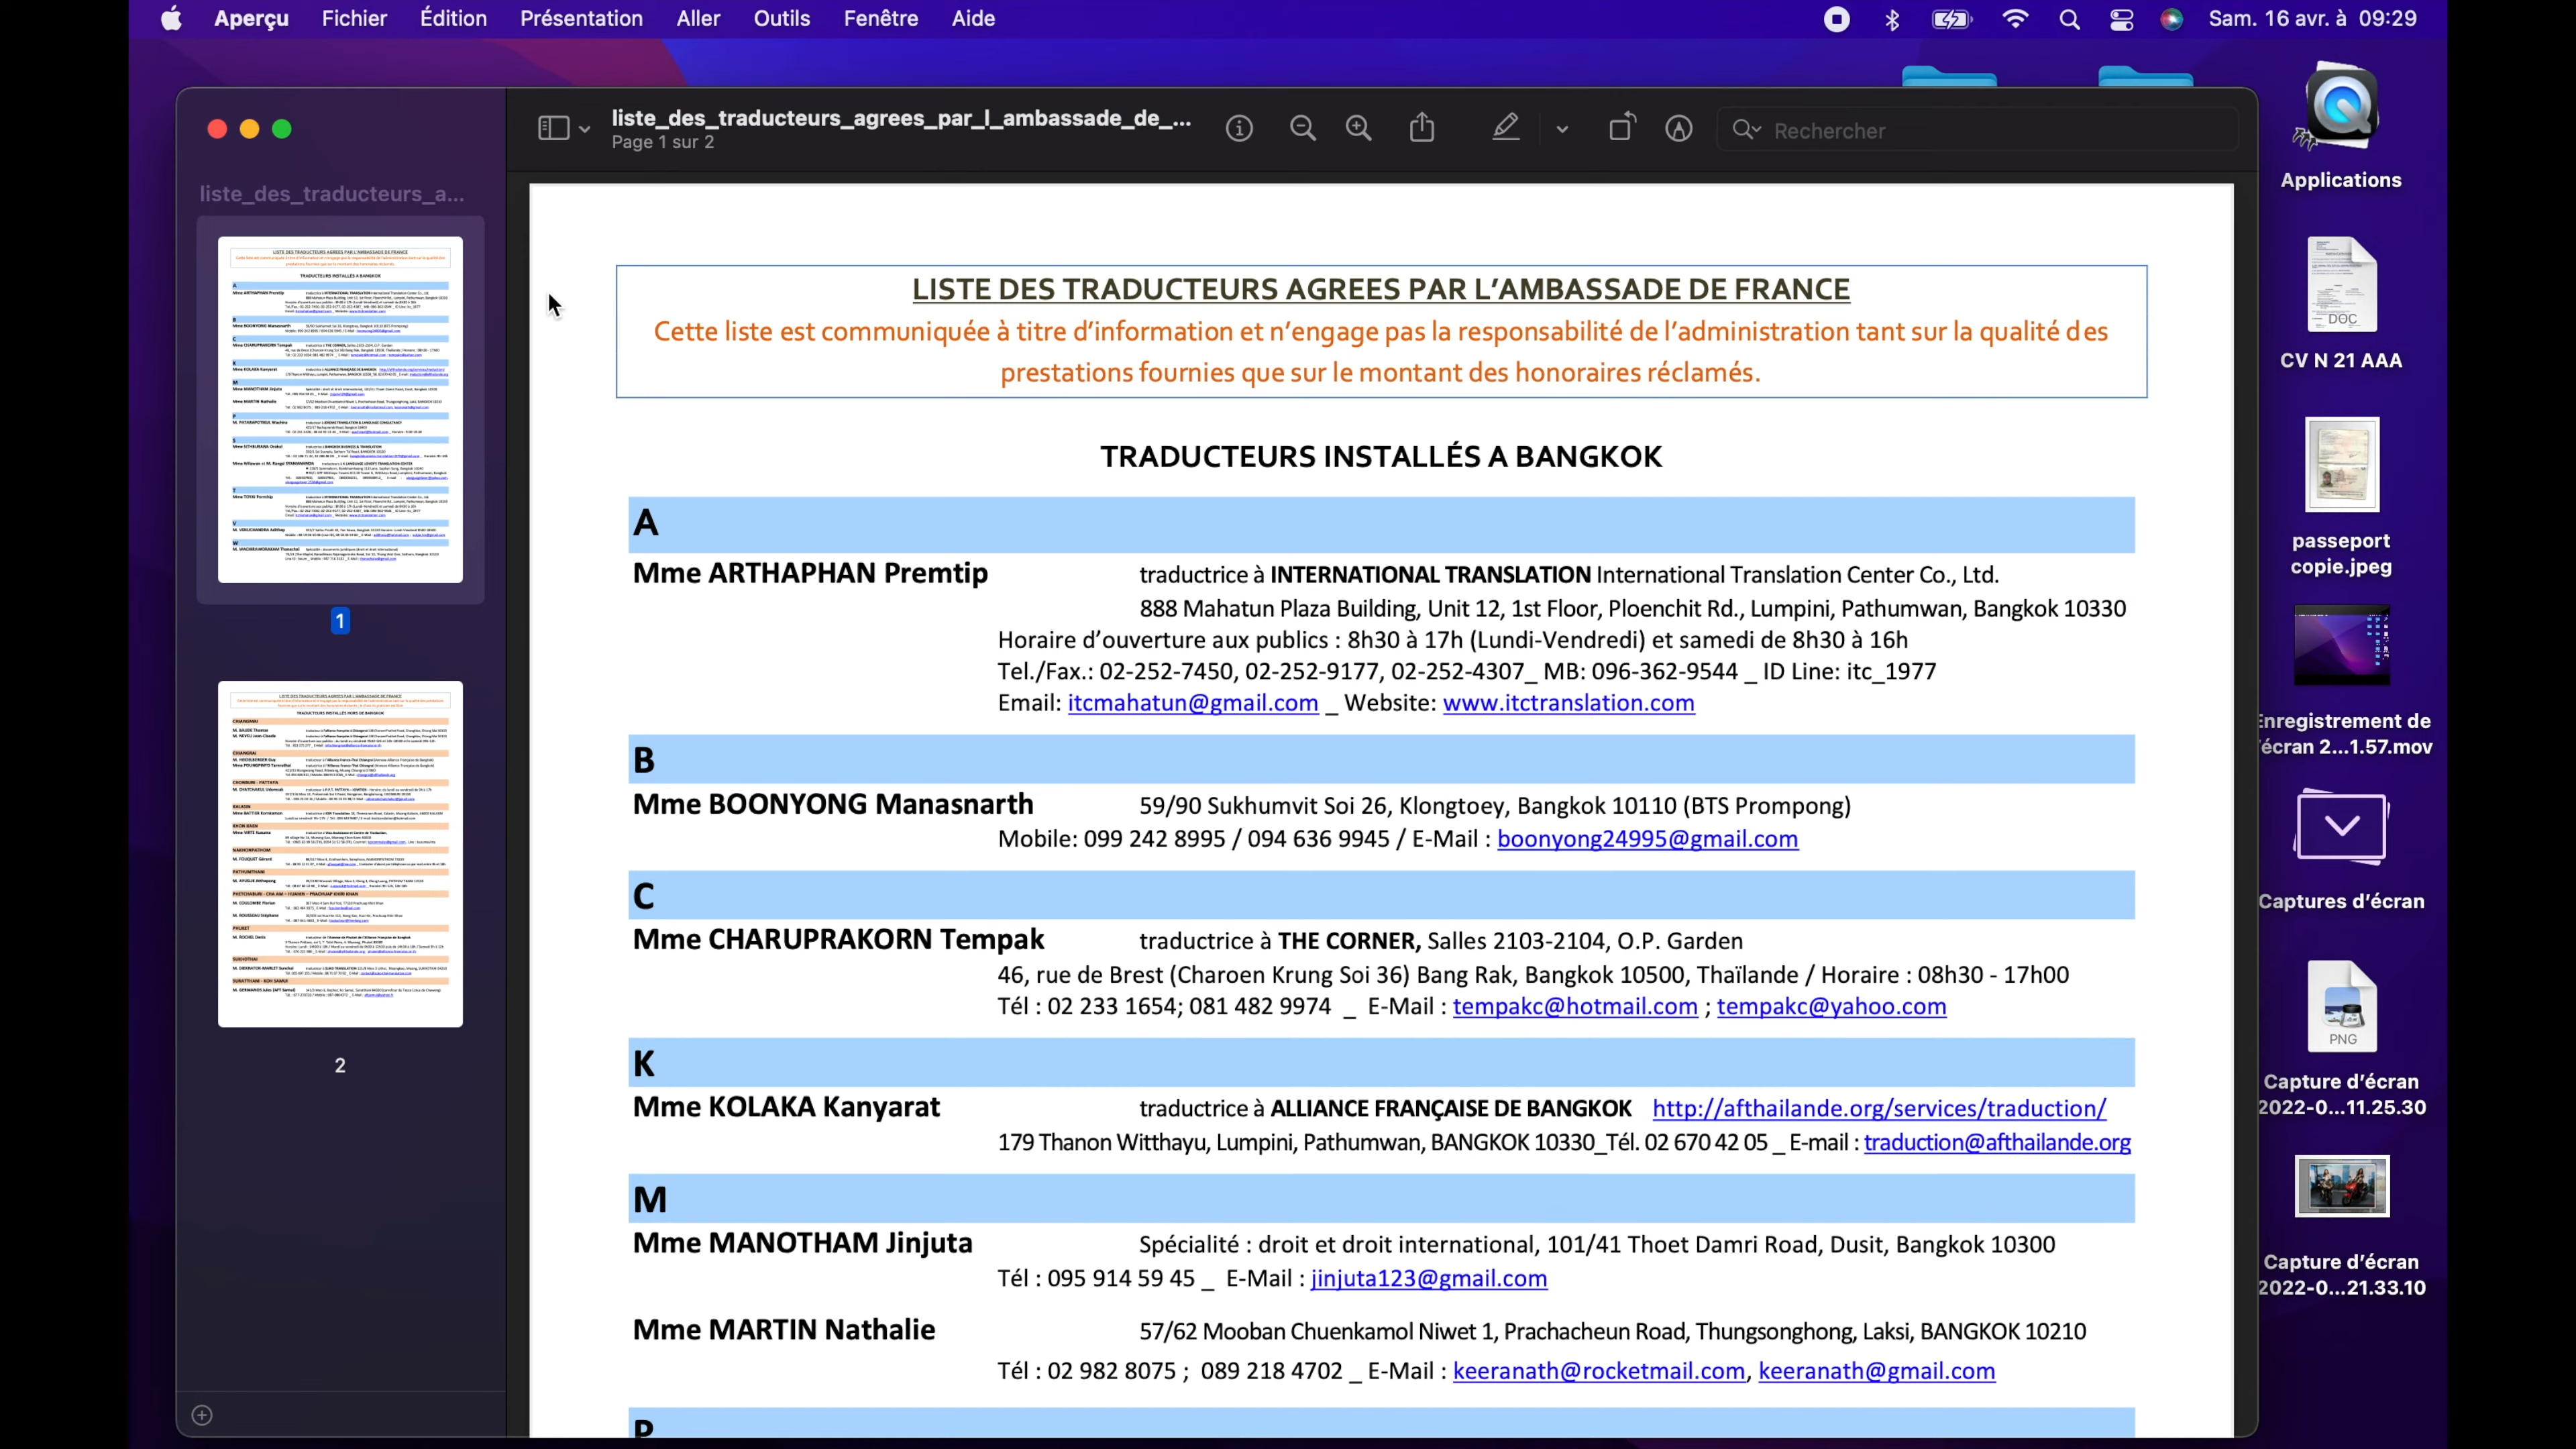 Aperçu Fichier Édition Présentation Aller Outils Fenêtre Aide Sam. 16 avr. à 09:29
liste_des_traducteurs_agrees_par_l_ambassade_de_...
Page 1 sur 2
Rechercher
liste_des_traducteurs_a...
1
2
LISTE DES TRADUCTEURS AGREES PAR L’AMBASSADE DE FRANCE
Cette liste est communiquée à titre d’information et n’engage pas la responsabilité de l’administration tant sur la qualité des
prestations fournies que sur le montant des honoraires réclamés.
TRADUCTEURS INSTALLÉS A BANGKOK
A
Mme ARTHAPHAN Premtip traductrice à INTERNATIONAL TRANSLATION International Translation Center Co., Ltd.
888 Mahatun Plaza Building, Unit 12, 1st Floor, Ploenchit Rd., Lumpini, Pathumwan, Bangkok 10330
Horaire d’ouverture aux publics : 8h30 à 17h (Lundi-Vendredi) et samedi de 8h30 à 16h
Tel./Fax.: 02-252-7450, 02-252-9177, 02-252-4307_ MB: 096-362-9544 _ ID Line: itc_1977
Email: itcmahatun@gmail.com _ Website: www.itctranslation.com
B
Mme BOONYONG Manasnarth 59/90 Sukhumvit Soi 26, Klongtoey, Bangkok 10110 (BTS Prompong)
Mobile: 099 242 8995 / 094 636 9945 / E-Mail : boonyong24995@gmail.com
C
Mme CHARUPRAKORN Tempak traductrice à THE CORNER, Salles 2103-2104, O.P. Garden
46, rue de Brest (Charoen Krung Soi 36) Bang Rak, Bangkok 10500, Thaïlande / Horaire : 08h30 - 17h00
Tél : 02 233 1654; 081 482 9974 _ E-Mail : tempakc@hotmail.com ; tempakc@yahoo.com
K
Mme KOLAKA Kanyarat traductrice à ALLIANCE FRANÇAISE DE BANGKOK http://afthailande.org/services/traduction/
179 Thanon Witthayu, Lumpini, Pathumwan, BANGKOK 10330_Tél. 02 670 42 05 _ E-mail : traduction@afthailande.org
M
Mme MANOTHAM Jinjuta Spécialité : droit et droit international, 101/41 Thoet Damri Road, Dusit, Bangkok 10300
Tél : 095 914 59 45 _ E-Mail : jinjuta123@gmail.com
Mme MARTIN Nathalie 57/62 Mooban Chuenkamol Niwet 1, Prachacheun Road, Thungsonghong, Laksi, BANGKOK 10210
Tél : 02 982 8075 ; 089 218 4702 _ E-Mail : keeranath@rocketmail.com, keeranath@gmail.com
P
Applications
DOC
CV N 21 AAA
passeport
copie.jpeg
Enregistrement de
écran 2...1.57.mov
Captures d’écran
PNG
Capture d’écran
2022-0...11.25.30
Capture d’écran
2022-0...21.33.10